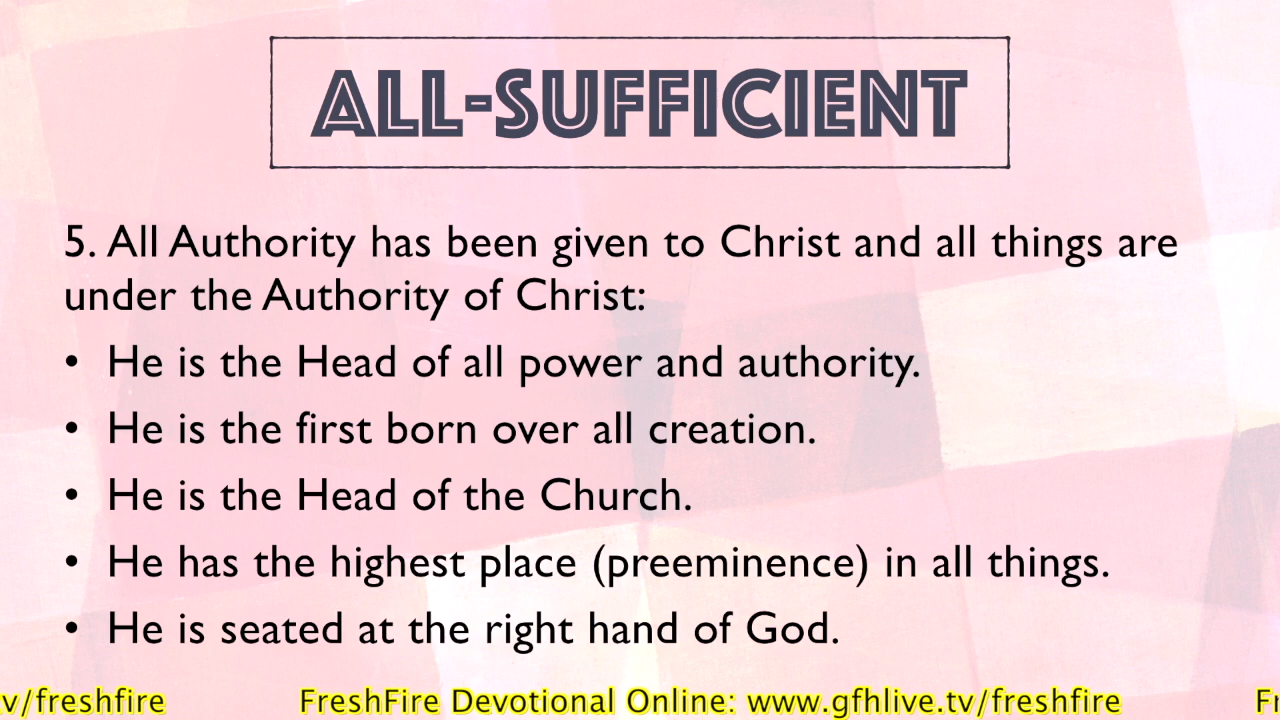 ALL-SUFFICIENT
5. All Authority has been given to Christ and all things are
under the Authority of Christ:
• He is the Head of all power and authority.
• He is the first born over all creation.
• He is the Head of the Church.
• He has the highest place (preeminence) in all things.
• He is seated at the right hand of God.
v/freshfire FreshFire Devotional Online: www.gfhlive.tv/freshfire Fr